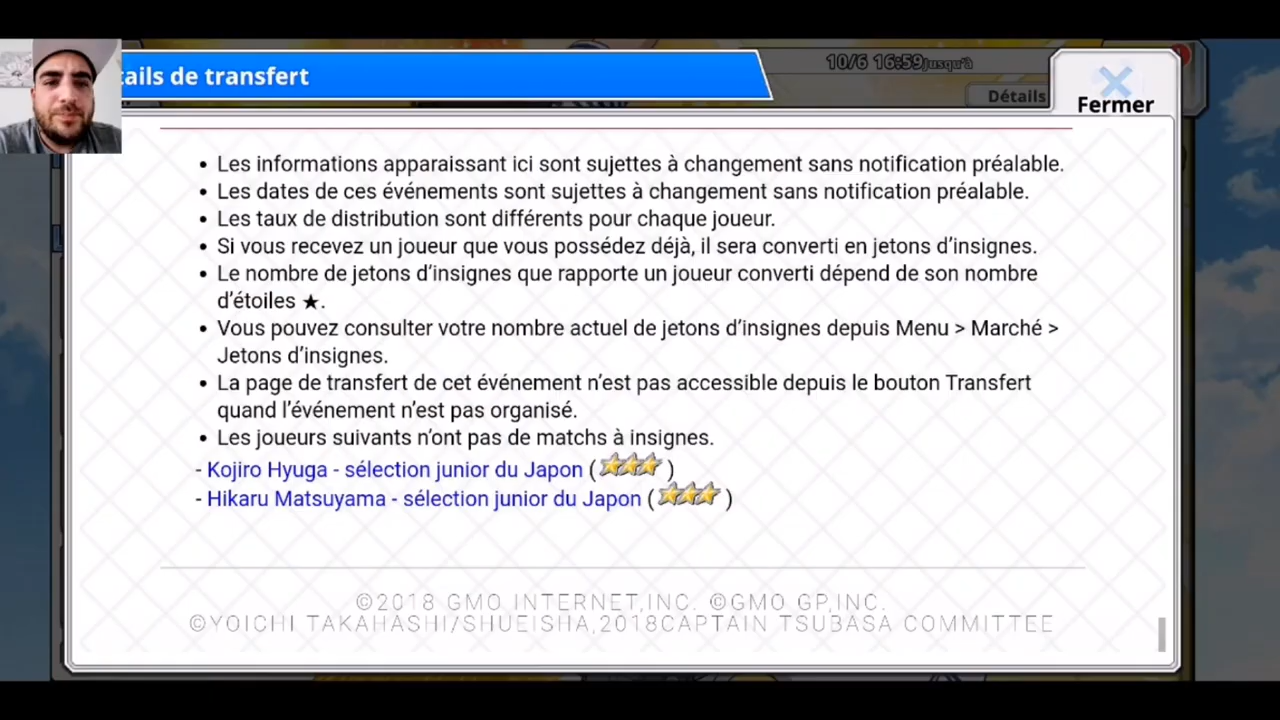 tails de transfert
10/6 16:59 jusqu'à
Détails
Fermer
• Les informations apparaissant ici sont sujettes à changement sans notification préalable.
• Les dates de ces événements sont sujettes à changement sans notification préalable.
• Les taux de distribution sont différents pour chaque joueur.
• Si vous recevez un joueur que vous possédez déjà, il sera converti en jetons d'insignes.
• Le nombre de jetons d'insignes que rapporte un joueur converti dépend de son nombre
d'étoiles ★.
• Vous pouvez consulter votre nombre actuel de jetons d'insignes depuis Menu > Marché >
Jetons d'insignes.
• La page de transfert de cet événement n'est pas accessible depuis le bouton Transfert
quand l'événement n'est pas organisé.
• Les joueurs suivants n'ont pas de matchs à insignes.
- Kojiro Hyuga - sélection junior du Japon (⭐⭐⭐)
- Hikaru Matsuyama - sélection junior du Japon (⭐⭐⭐)
©2018 GMO INTERNET,INC. ©GMO GP,INC.
©YOICHI TAKAHASHI/SHUEISHA,2018CAPTAIN TSUBASA COMMITTEE